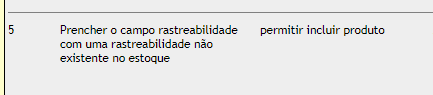 5 Prencher o campo rastreabilidade permitir incluir produto
com uma rastreabilidade não
existente no estoque